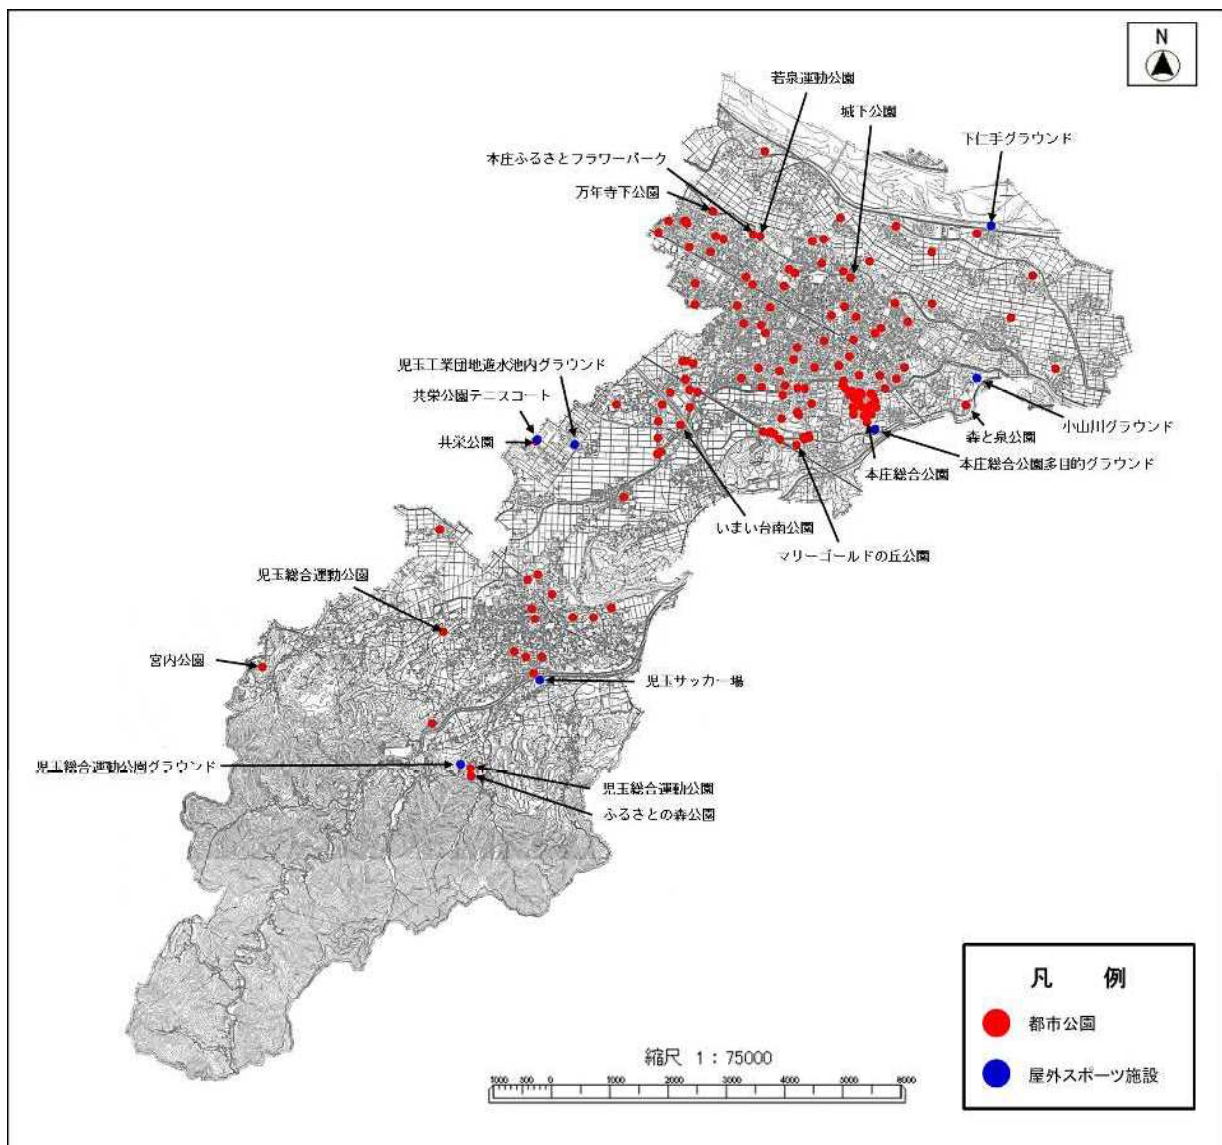 N
若泉運動公園
城下公園
下仁手グラウンド
本庄ふるさとフラワーパーク
万年寺下公園
児玉工業団地遊水池内グラウンド
共栄公園テニスコート
共栄公園
小山川グラウンド
森と泉公園
本庄総合公園多目的グラウンド
本庄総合公園
いまい台南公園
マリーゴールドの丘公園
児玉総合運動公園
宮内公園
児玉サッカー場
児玉総合運動公園グラウンド
児玉総合運動公園
ふるさとの森公園
凡 例
都市公園
屋外スポーツ施設
縮尺 1：75000
1000 500 0 1000 2000 3000 4000 5000 6000